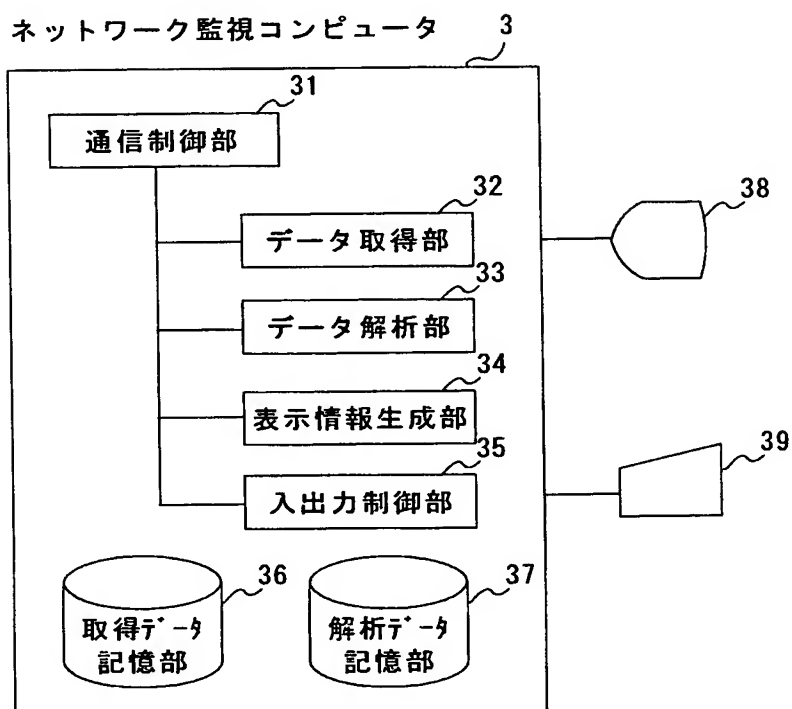 ネットワーク監視コンピュータ
3
31
通信制御部
32
データ取得部
33
データ解析部
34
表示情報生成部
35
入出力制御部
36
取得ﾃﾞｰﾀ
記憶部
37
解析ﾃﾞｰﾀ
記憶部
38
39